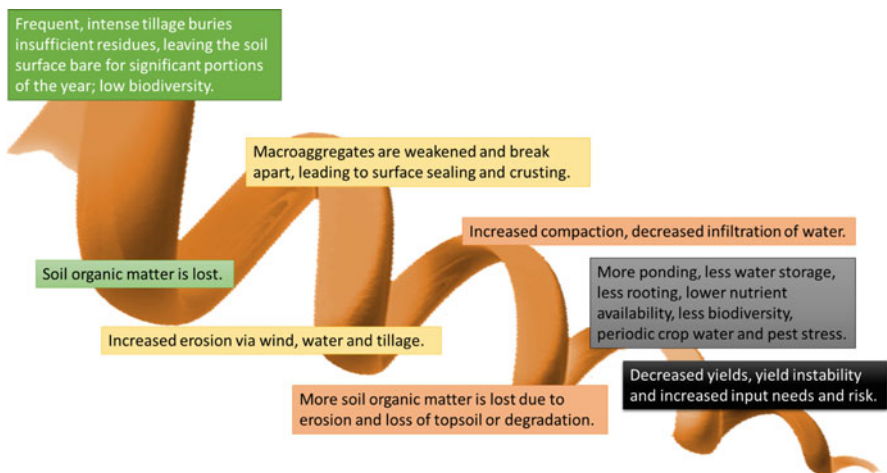 Frequent, intense tillage buries
insufficient residues, leaving the soil
surface bare for significant portions
of the year; low biodiversity.
Soil organic matter is lost.
Macroaggregates are weakened and break
apart, leading to surface sealing and crusting.
Increased erosion via wind, water and tillage.
Increased compaction, decreased infiltration of water.
More soil organic matter is lost due to
erosion and loss of topsoil or degradation.
More ponding, less water storage,
less rooting, lower nutrient
availability, less biodiversity,
periodic crop water and pest stress.
Decreased yields, yield instability
and increased input needs and risk.